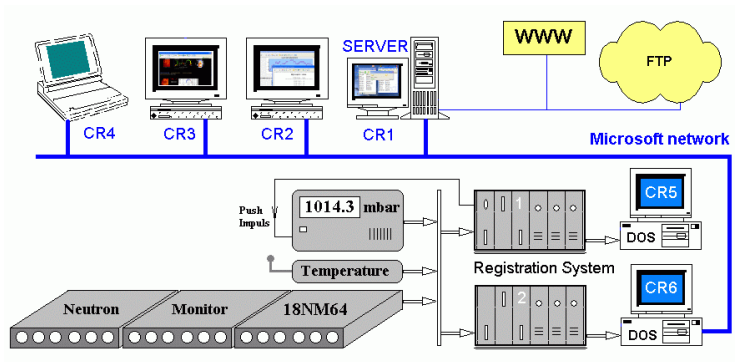 SERVER
WWW
FTP
CR4
CR3
CR2
CR1
Microsoft network
Push
Impuls
1014.3 mbar
1
CR5
DOS
Temperature
Registration System
Neutron
Monitor
18NM64
2
CR6
DOS